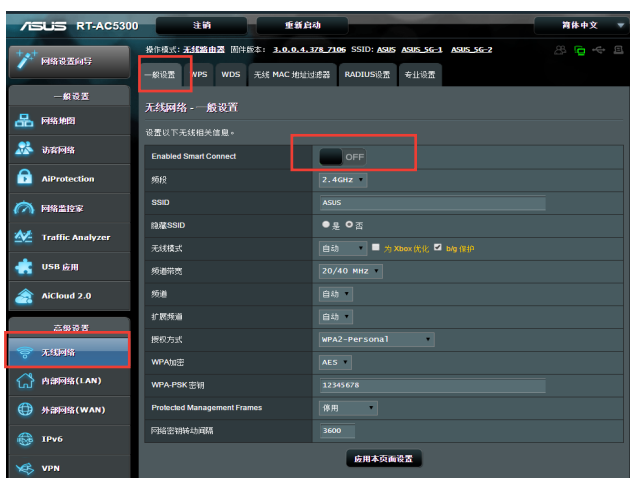 ASUS RT-AC5300 注销 重新启动 简体中文
操作模式: 无线路由器 固件版本: 3.0.0.4.378_7106 SSID: ASUS ASUS_5G-1 ASUS_5G-2
网络设置向导
一般设置 WPS WDS 无线 MAC 地址过滤器 RADIUS设置 专业设置
一般设置
网络地图
访客网络
AiProtection
网络监控家
Traffic Analyzer
USB 应用
AiCloud 2.0
高级设置
无线网络
内部网络(LAN)
外部网络(WAN)
IPv6
VPN
无线网络 - 一般设置
设置以下无线相关信息。
Enabled Smart Connect OFF
频段 2.4GHz
SSID ASUS
隐藏SSID 是 否
无线模式 自动 为 Xbox 优化 b/g 保护
频道带宽 20/40 MHz
频道 自动
扩展频道 自动
授权方式 WPA2-Personal
WPA加密 AES
WPA-PSK 密钥 12345678
Protected Management Frames 停用
网络密钥转动间隔 3600
应用本页面设置